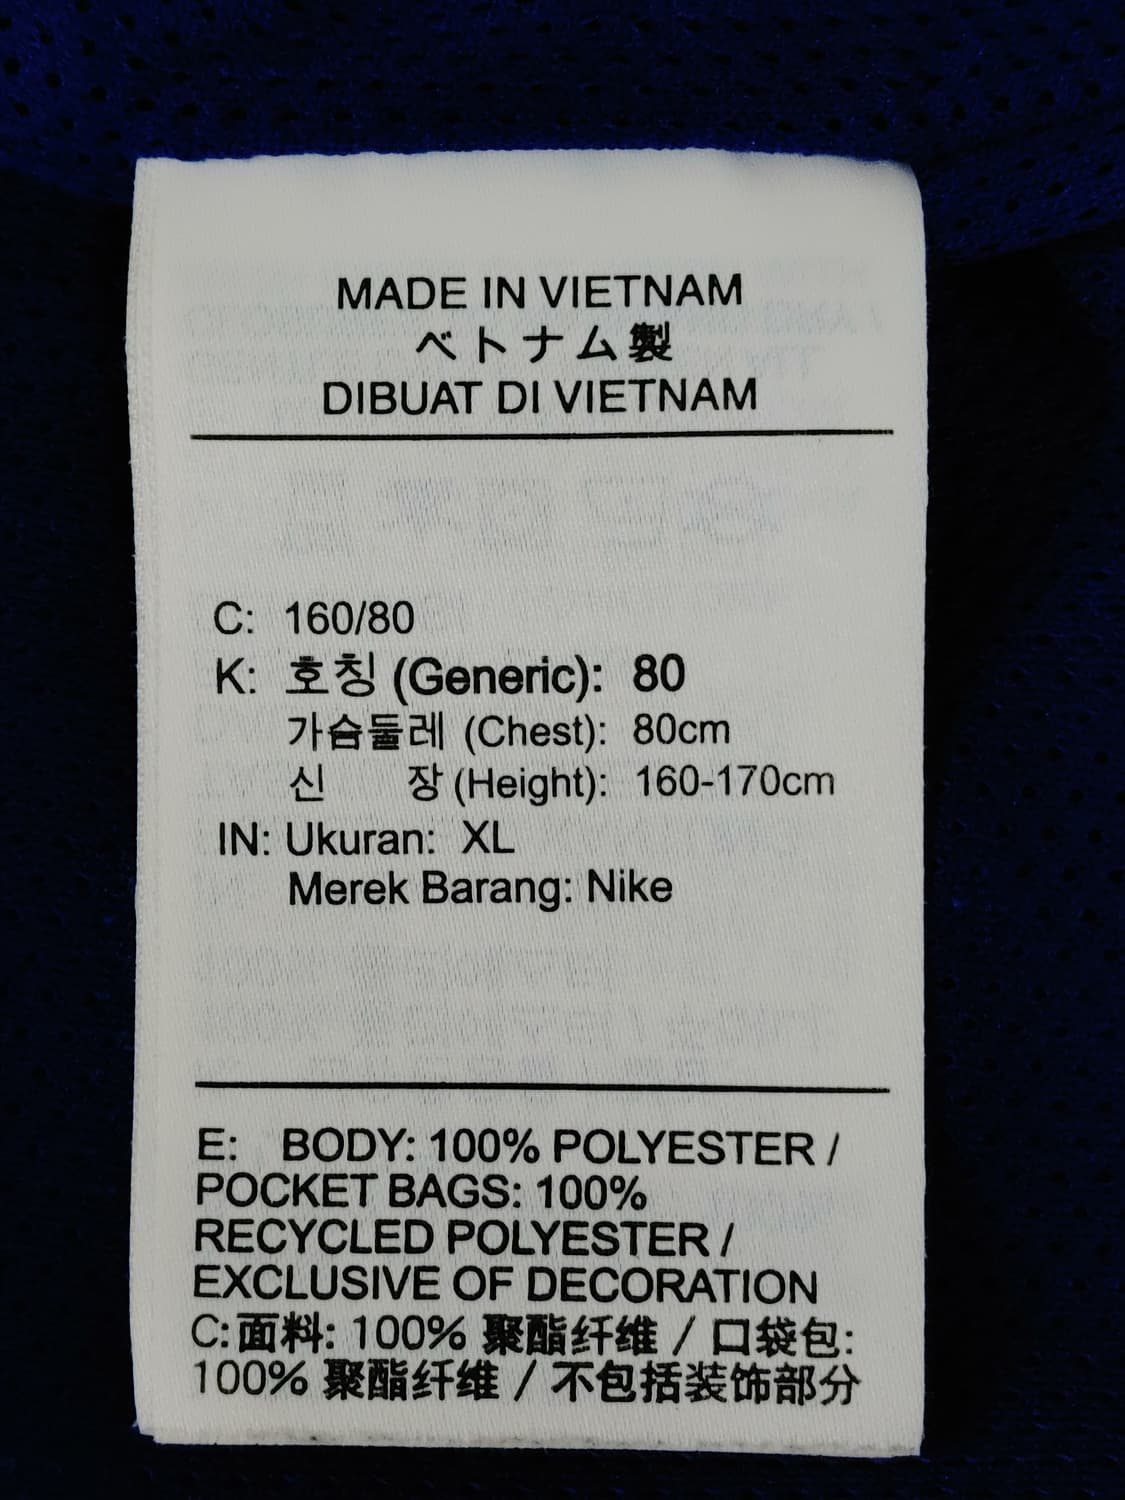 MADE IN VIETNAM
ベトナム製
DIBUAT DI VIETNAM
C: 160/80
K: 호칭 (Generic): 80
가슴둘레 (Chest): 80cm
신 장 (Height): 160-170cm
IN: Ukuran: XL
Merek Barang: Nike
E: BODY: 100% POLYESTER /
POCKET BAGS: 100%
RECYCLED POLYESTER /
EXCLUSIVE OF DECORATION
C:面料: 100% 聚酯纤维 / 口袋包:
100% 聚酯纤维 / 不包括装饰部分